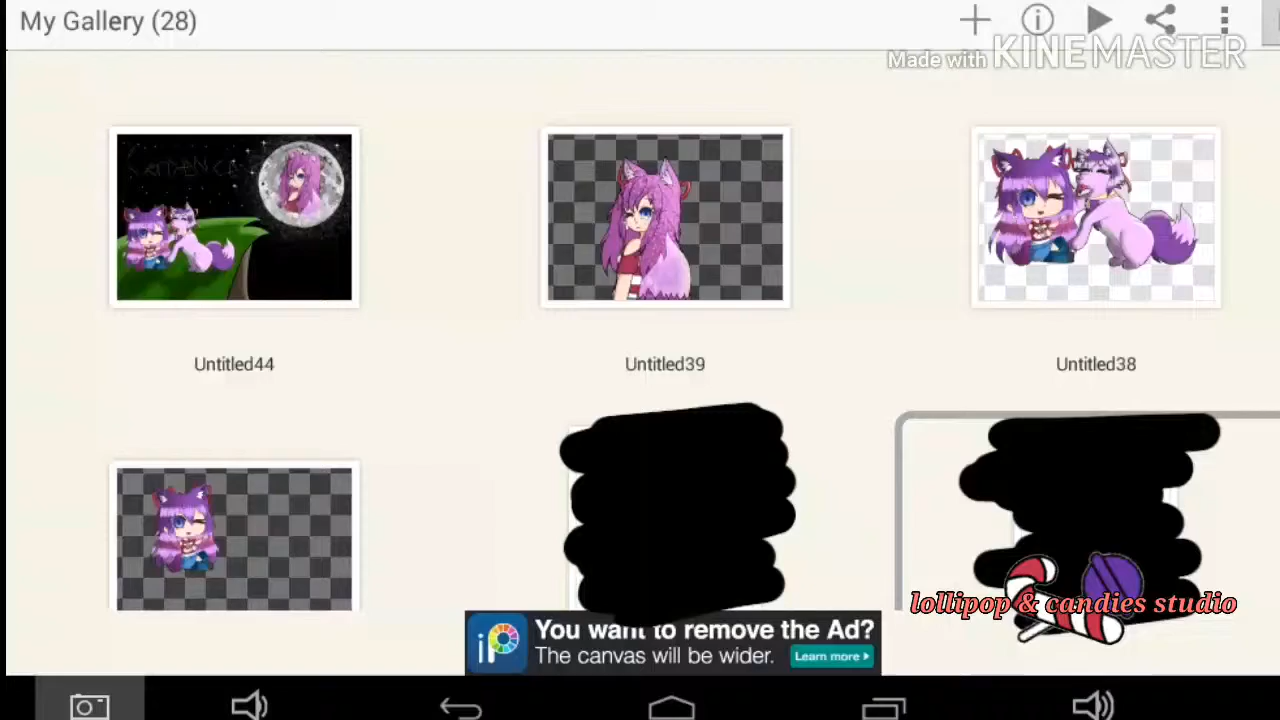 My Gallery (28)
Made with KINEMASTER
Untitled44
Untitled39
Untitled38
lollipop & candies studio
iP
You want to remove the Ad?
The canvas will be wider.
Learn more